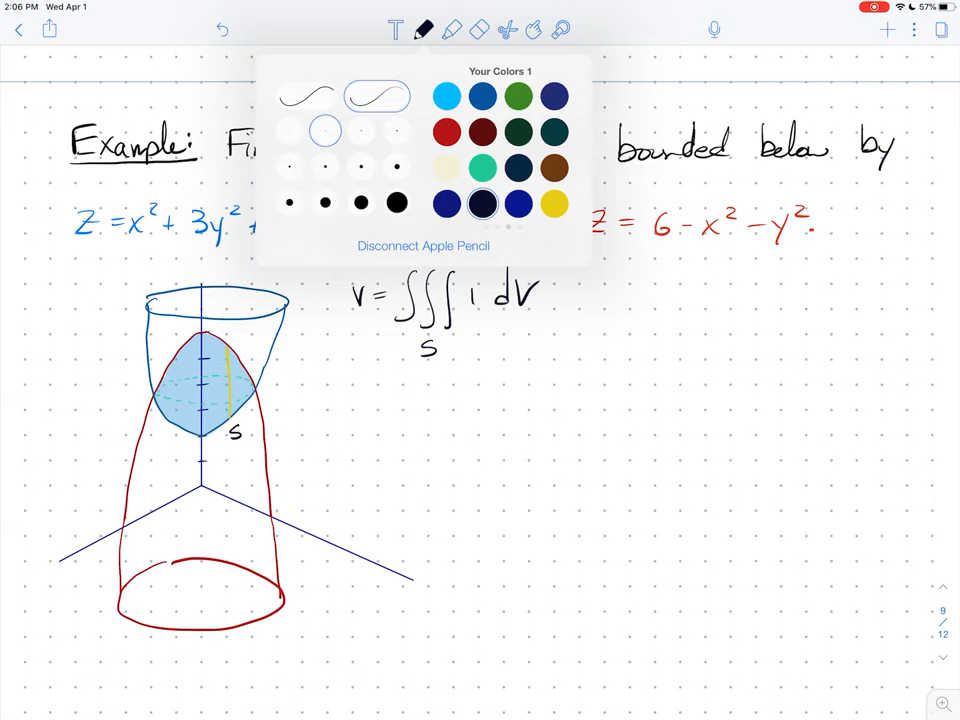 2:06 PM Wed Apr 1 57%
T
Your Colors 1
Example: bounded below by
z = x² + 3y² + z = 6 - x² - y².
Disconnect Apple Pencil
V = ∫∫∫ 1 dV
S
S
9
/
12